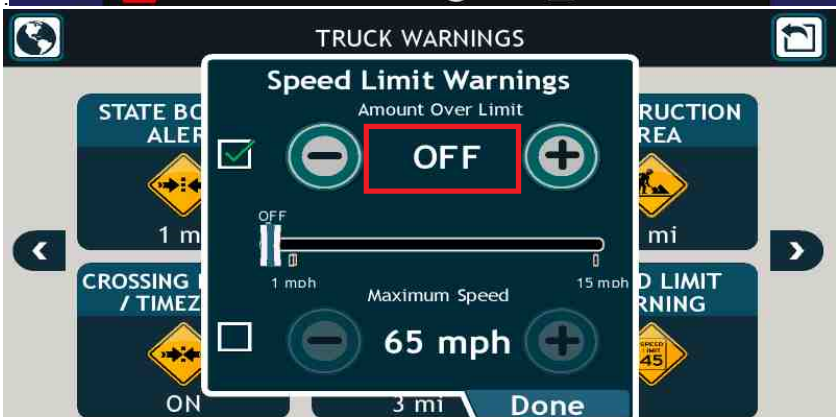 TRUCK WARNINGS
Speed Limit Warnings
Amount Over Limit
OFF
OFF
1 mph
15 mph
Maximum Speed
65 mph
Done
STATE BO
ALER
1 m
RUCTION
REA
mi
CROSSING
/ TIMEZ
ON
3 mi
D LIMIT
RNING
SPEED
LIMIT
45